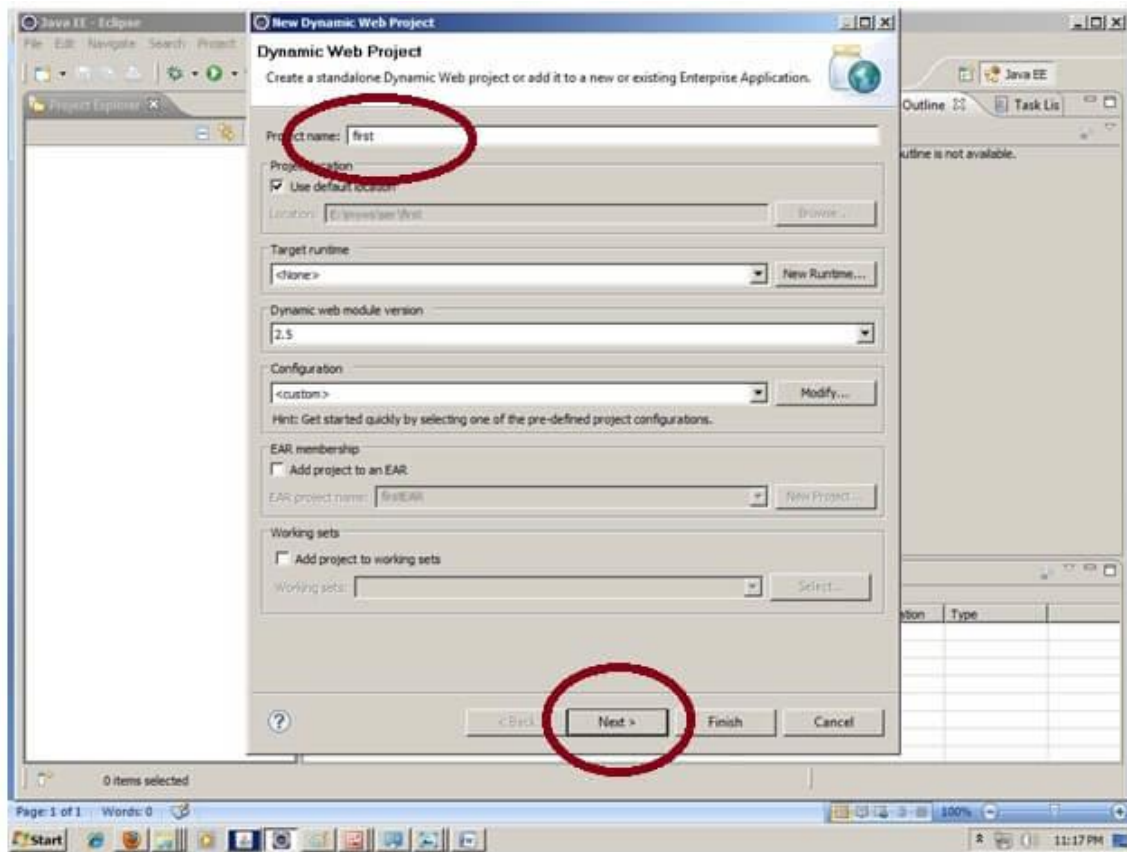 Java EE - Eclipse
File Edit Navigate Search Project
Project Explorer
New Dynamic Web Project
Dynamic Web Project
Create a standalone Dynamic Web project or add it to a new or existing Enterprise Application.
Project name: first
Project location
Use default location
Location: Browse...
Target runtime
<None> New Runtime...
Dynamic web module version
2.5
Configuration
<custom> Modify...
Hint: Get started quickly by selecting one of the pre-defined project configurations.
EAR membership
Add project to an EAR
EAR project name: firstEAR New Project...
Working sets
Add project to working sets
Working sets: Select...
< Back Next > Finish Cancel
Java EE
Outline Task Lis
utline is not available.
ation Type
0 items selected
Page: 1 of 1 Words: 0 100%
Start 11:17 PM